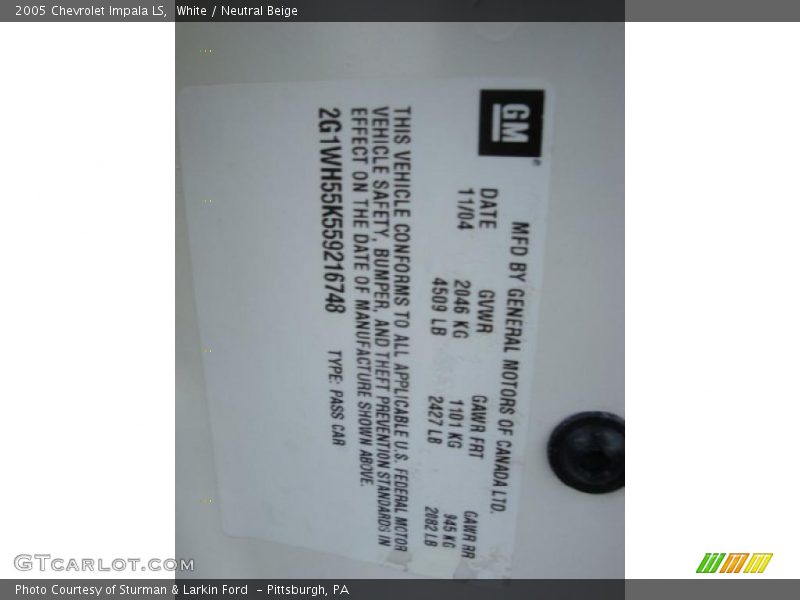 2005 Chevrolet Impala LS, White / Neutral Beige
GM
MFD BY GENERAL MOTORS OF CANADA LTD.
DATE GVWR GAWR FRT GAWR RR
11/04 2046 KG 1101 KG 945 KG
4509 LB 2427 LB 2082 LB
THIS VEHICLE CONFORMS TO ALL APPLICABLE U.S. FEDERAL MOTOR
VEHICLE SAFETY, BUMPER, AND THEFT PREVENTION STANDARDS IN
EFFECT ON THE DATE OF MANUFACTURE SHOWN ABOVE.
2G1WH55K559216748 TYPE: PASS CAR
GTCarlot.com
Photo Courtesy of Sturman & Larkin Ford - Pittsburgh, PA